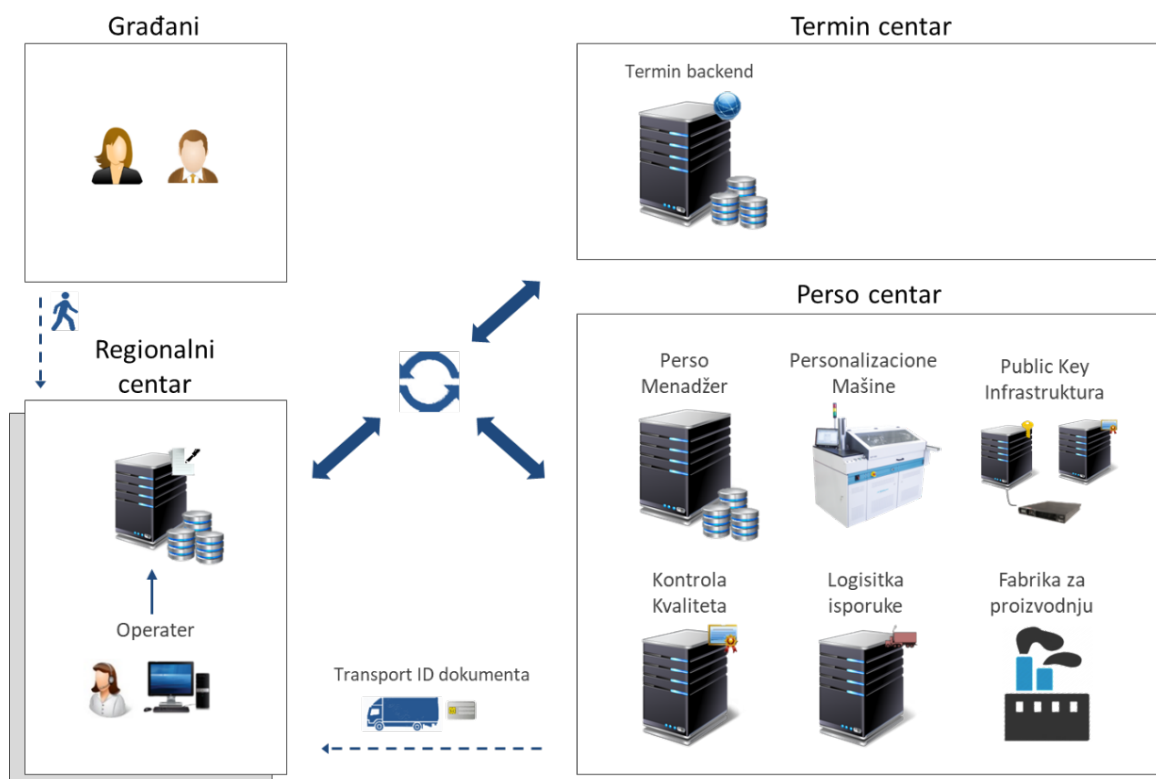 Građani
Termin centar
Termin backend
Regionalni
centar
Operater
Transport ID dokumenta
Perso centar
Perso
Menadžer
Personalizacione
Mašine
Public Key
Infrastruktura
Kontrola
Kvaliteta
Logisitka
isporuke
Fabrika za
proizvodnju